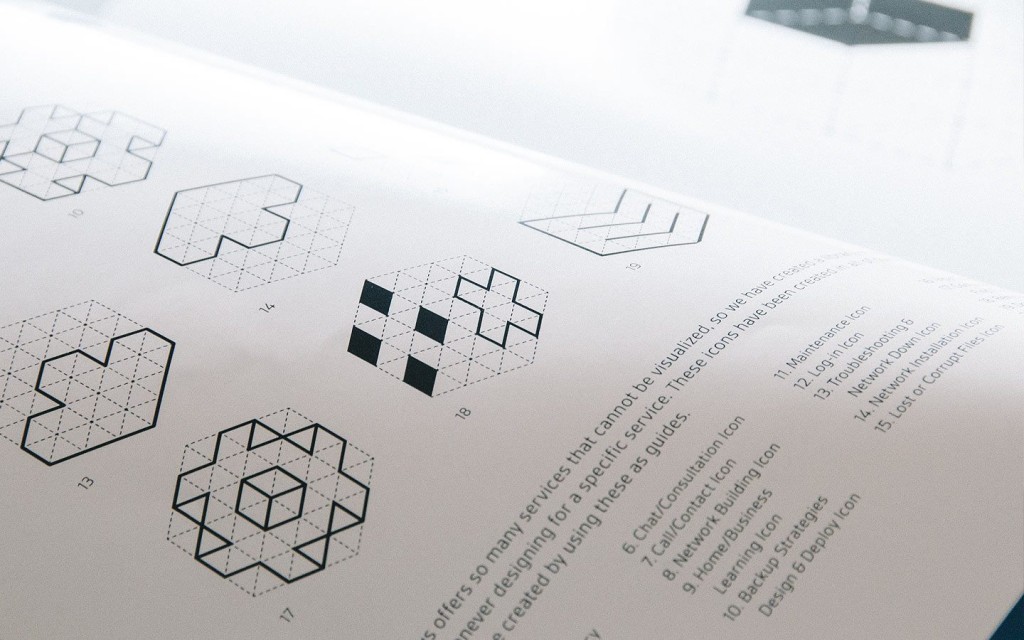 10
14
19
13
18
17
s offers so many services that cannot be visualized, so we have created a
never designing for a specific service. These icons have been created in
e created by using these as guides.
6. Chat/Consultation Icon
7. Call/Contact Icon
8. Network Building Icon
9. Home/Business
Learning Icon
10. Backup Strategies
Design 6 Deploy Icon
11. Maintenance Icon
12. Log-in Icon
13. Troubleshooting 6
Network Down Icon
14. Network Installation Icon
15. Lost or Corrupt Files Icon